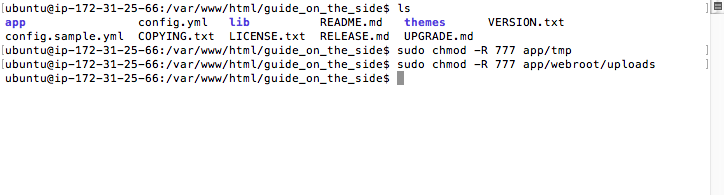 [ubuntu@ip-172-31-25-66:/var/www/html/guide_on_the_side$ ls ]
app config.yml lib README.md themes VERSION.txt
config.sample.yml COPYING.txt LICENSE.txt RELEASE.md UPGRADE.md
[ubuntu@ip-172-31-25-66:/var/www/html/guide_on_the_side$ sudo chmod -R 777 app/tmp ]
[ubuntu@ip-172-31-25-66:/var/www/html/guide_on_the_side$ sudo chmod -R 777 app/webroot/uploads ]
ubuntu@ip-172-31-25-66:/var/www/html/guide_on_the_side$